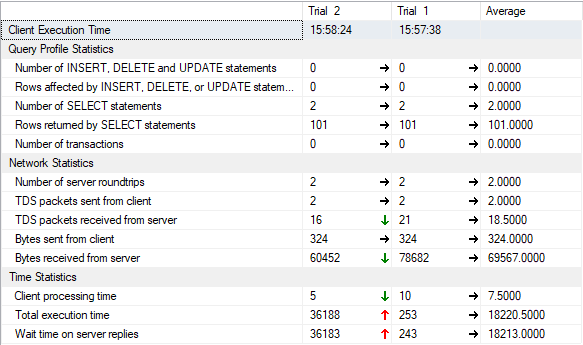 Trial 2 Trial 1 Average
Client Execution Time 15:58:24 15:57:38
Query Profile Statistics
Number of INSERT, DELETE and UPDATE statements 0 → 0 → 0.0000
Rows affected by INSERT, DELETE, or UPDATE statem... 0 → 0 → 0.0000
Number of SELECT statements 2 → 2 → 2.0000
Rows returned by SELECT statements 101 → 101 → 101.0000
Number of transactions 0 → 0 → 0.0000
Network Statistics
Number of server roundtrips 2 → 2 → 2.0000
TDS packets sent from client 2 → 2 → 2.0000
TDS packets received from server 16 ↓ 21 → 18.5000
Bytes sent from client 324 → 324 → 324.0000
Bytes received from server 60452 ↓ 78682 → 69567.0000
Time Statistics
Client processing time 5 ↓ 10 → 7.5000
Total execution time 36188 ↑ 253 → 18220.5000
Wait time on server replies 36183 ↑ 243 → 18213.0000